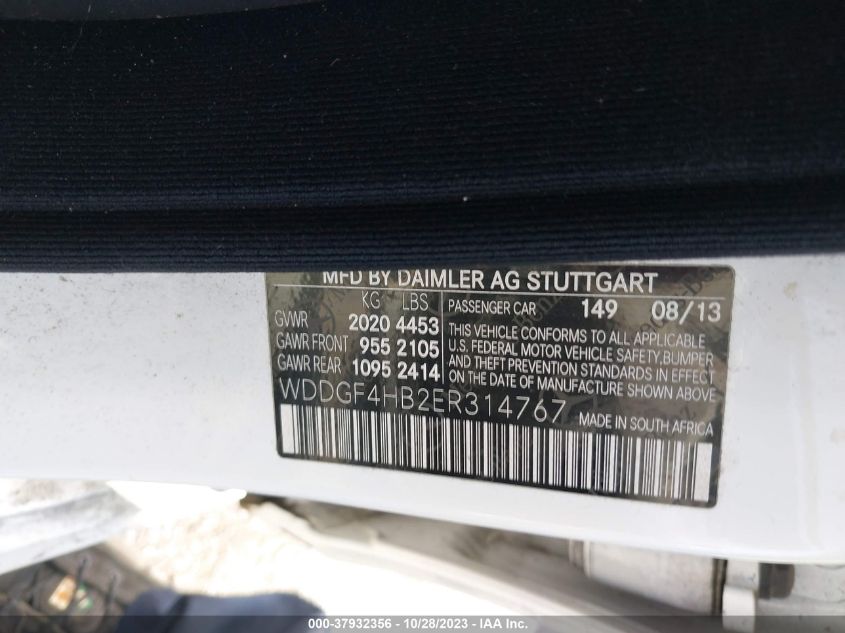 MFD BY DAIMLER AG STUTTGART
KG LBS
GVWR 2020 4453
GAWR FRONT 955 2105
GAWR REAR 1095 2414
PASSENGER CAR 149 08/13
THIS VEHICLE CONFORMS TO ALL APPLICABLE
U.S. FEDERAL MOTOR VEHICLE SAFETY, BUMPER
AND THEFT PREVENTION STANDARDS IN EFFECT
ON THE DATE OF MANUFACTURE SHOWN ABOVE
WDDGF4HB2ER314767
MADE IN SOUTH AFRICA
000-37932356 - 10/28/2023 - IAA Inc.